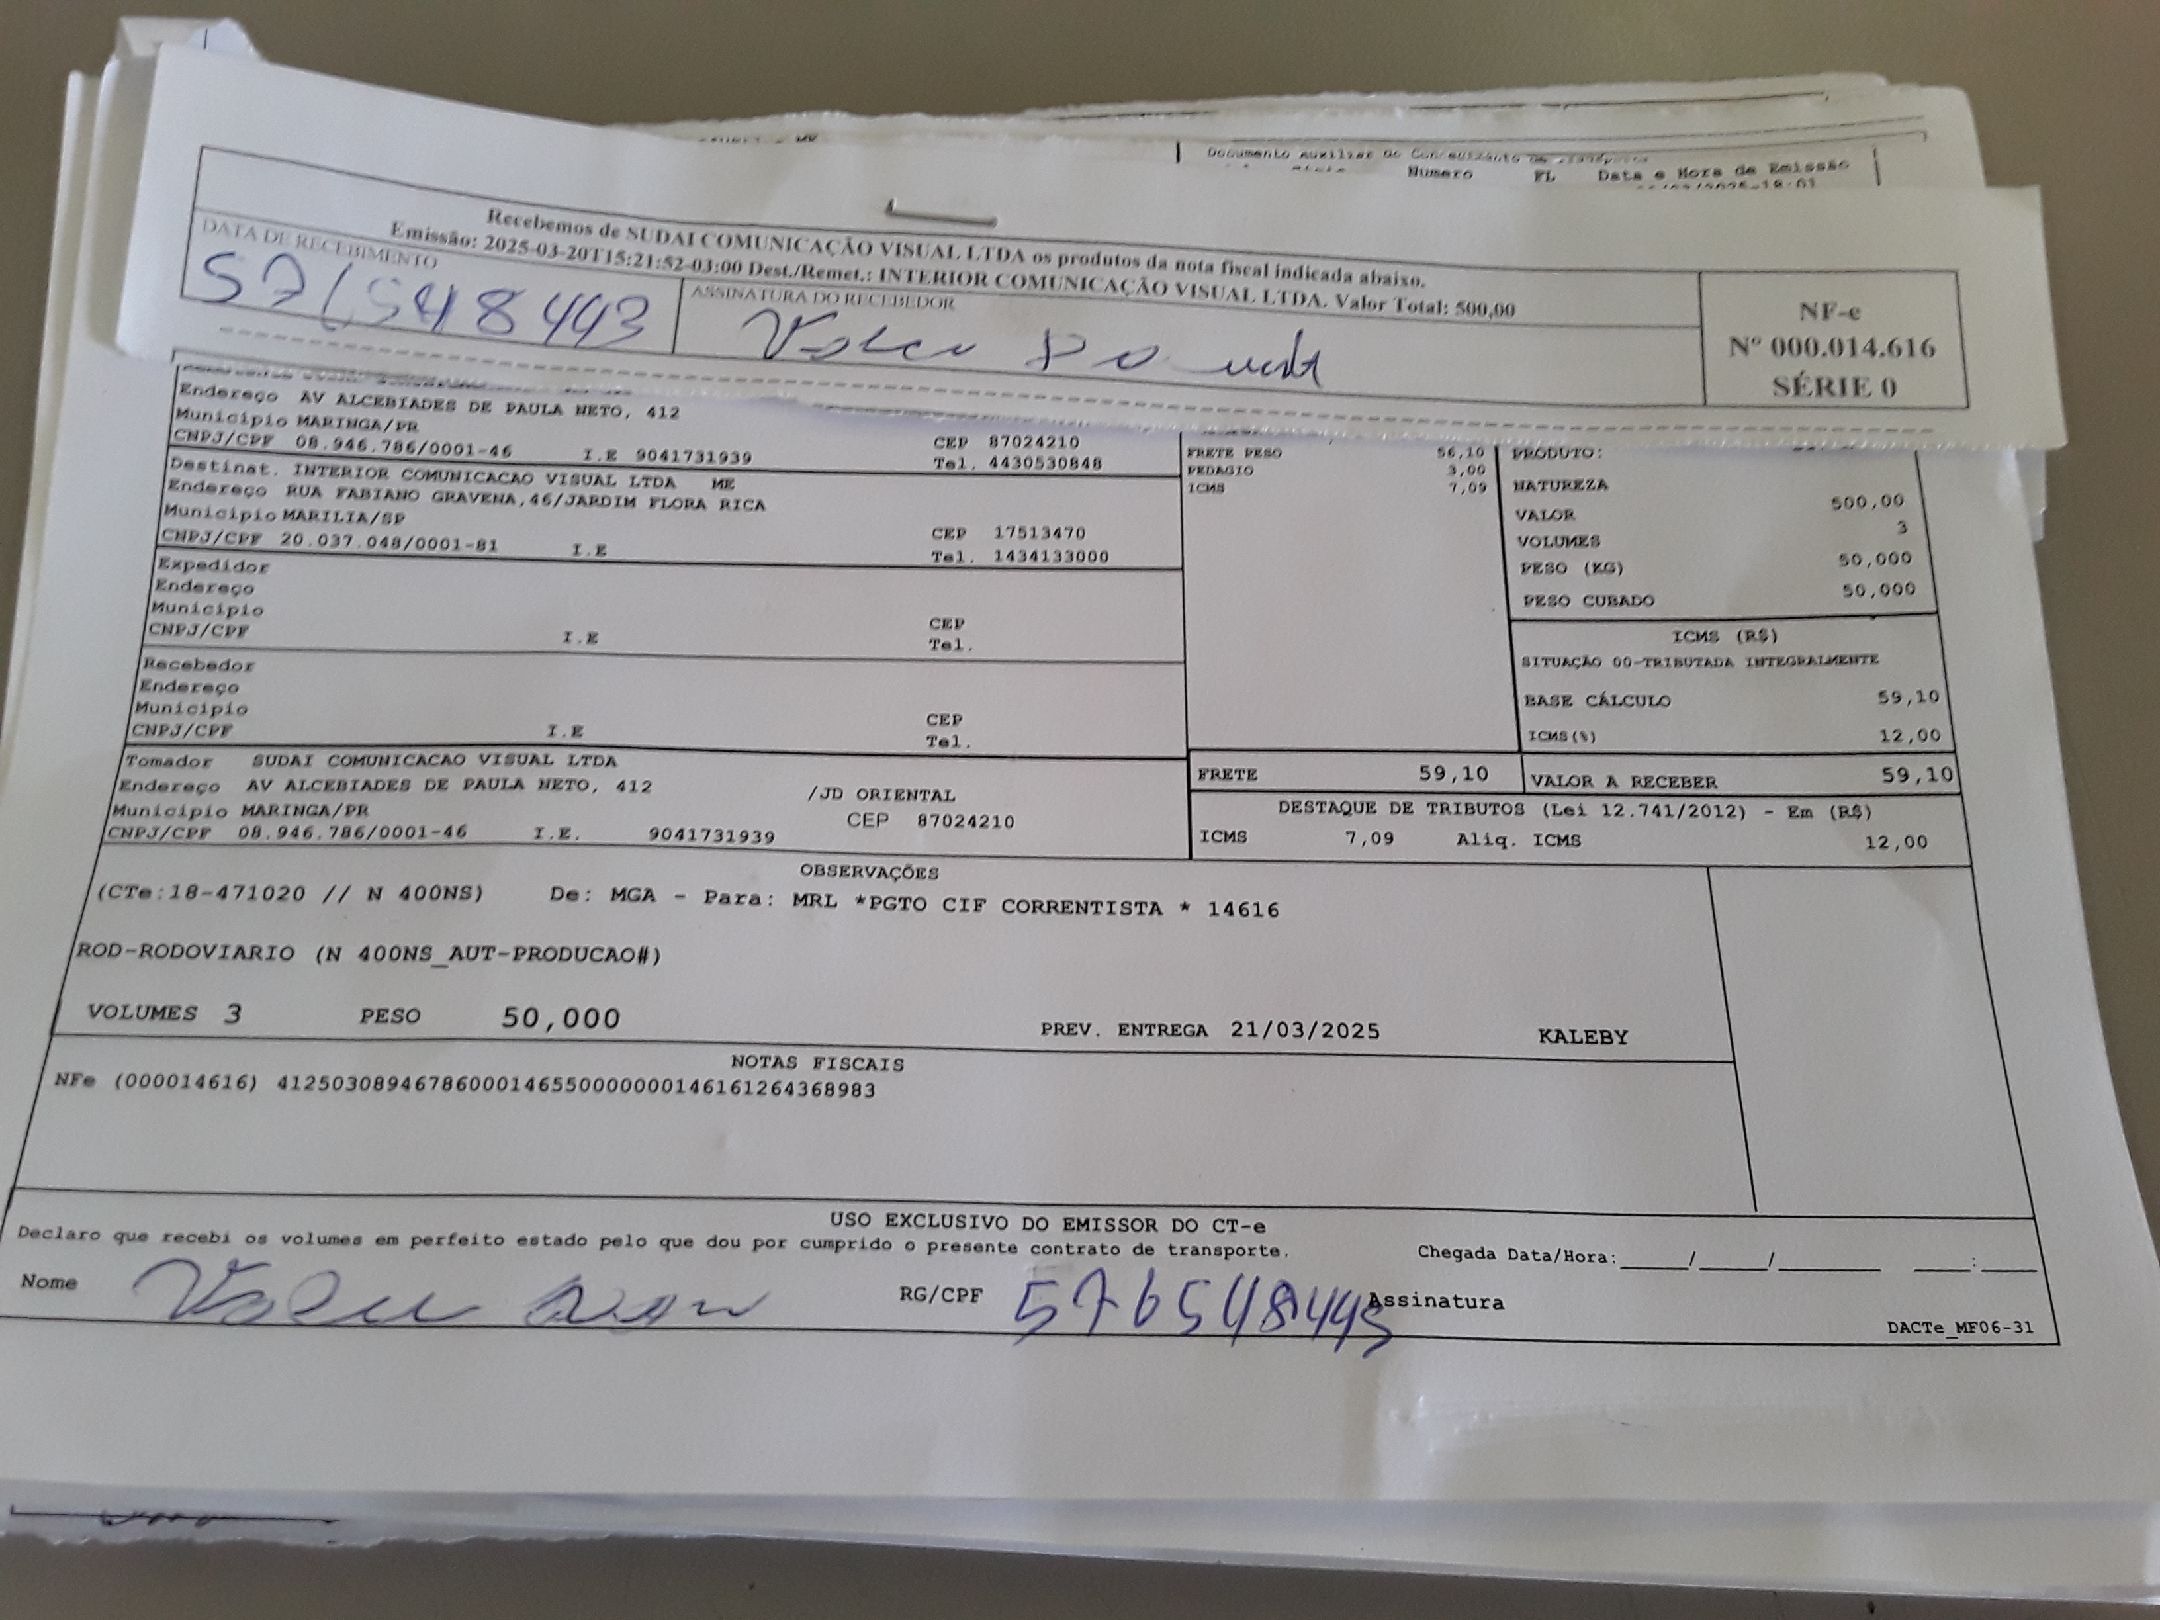 Documento Auxiliar do Conhecimento de Transporte
Numero FL Data e Hora de Emissão
Recebemos de SUDAI COMUNICAÇÃO VISUAL LTDA os produtos da nota fiscal indicada abaixo.
Emissão: 2025-03-20T15:21:52-03:00 Dest./Remet.: INTERIOR COMUNICAÇÃO VISUAL LTDA. Valor Total: 500,00
DATA DE RECEBIMENTO
576548443
ASSINATURA DO RECEBEDOR
NF-e
Nº 000.014.616
SÉRIE 0
Endereço AV ALCEBIADES DE PAULA NETO, 412
Município MARINGA/PR CEP 87024210
CNPJ/CPF 08.946.786/0001-46 I.E 9041731939 Tel. 4430530848
Destinat. INTERIOR COMUNICACAO VISUAL LTDA ME
Endereço RUA FABIANO GRAVENA,46/JARDIM FLORA RICA
Município MARILIA/SP CEP 17513470
CNPJ/CPF 20.037.048/0001-81 I.E Tel. 1434133000
Expedidor
Endereço
Município CEP
CNPJ/CPF I.E Tel.
Recebedor
Endereço
Município CEP
CNPJ/CPF I.E Tel.
Tomador SUDAI COMUNICACAO VISUAL LTDA
Endereço AV ALCEBIADES DE PAULA NETO, 412 /JD ORIENTAL
Município MARINGA/PR CEP 87024210
CNPJ/CPF 08.946.786/0001-46 I.E. 9041731939
FRETE PESO 56,10
PEDAGIO 3,00
ICMS 7,09
PRODUTO:
NATUREZA
VALOR 500,00
VOLUMES 3
PESO (KG) 50,000
PESO CUBADO 50,000
ICMS (R$)
SITUAÇÃO 00-TRIBUTADA INTEGRALMENTE
BASE CÁLCULO 59,10
ICMS(%) 12,00
FRETE 59,10 VALOR A RECEBER 59,10
DESTAQUE DE TRIBUTOS (Lei 12.741/2012) - Em (R$)
ICMS 7,09 Aliq. ICMS 12,00
OBSERVAÇÕES
(CTe:18-471020 // N 400NS) De: MGA - Para: MRL *PGTO CIF CORRENTISTA * 14616
ROD-RODOVIARIO (N 400NS_AUT-PRODUCAO#)
VOLUMES 3 PESO 50,000 PREV. ENTREGA 21/03/2025 KALEBY
NOTAS FISCAIS
NFe (000014616) 41250308946786000146550000000146161264368983
USO EXCLUSIVO DO EMISSOR DO CT-e
Declaro que recebi os volumes em perfeito estado pelo que dou por cumprido o presente contrato de transporte.
Chegada Data/Hora:_____/_____/________ ____:____
Nome RG/CPF 576548443 Assinatura
DACTe_MF06-31